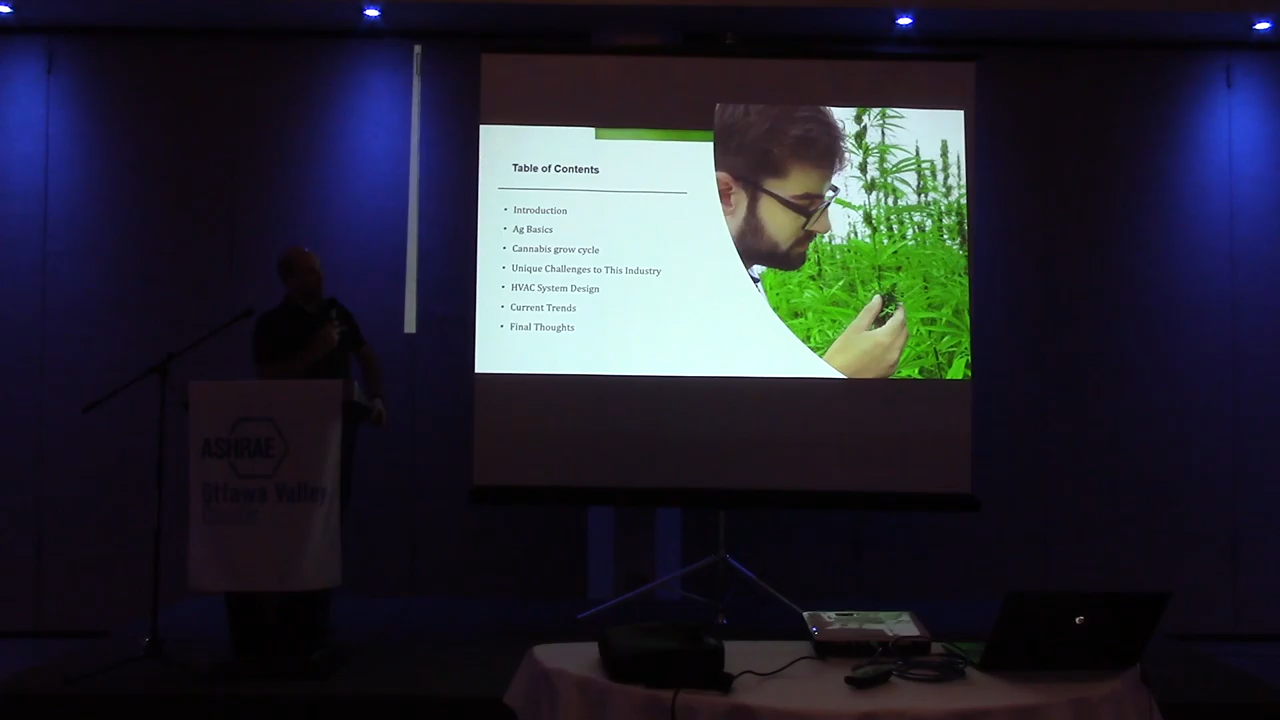 Table of Contents
• Introduction
• Ag Basics
• Cannabis grow cycle
• Unique Challenges to This Industry
• HVAC System Design
• Current Trends
• Final Thoughts
ASHRAE
Ottawa Valley